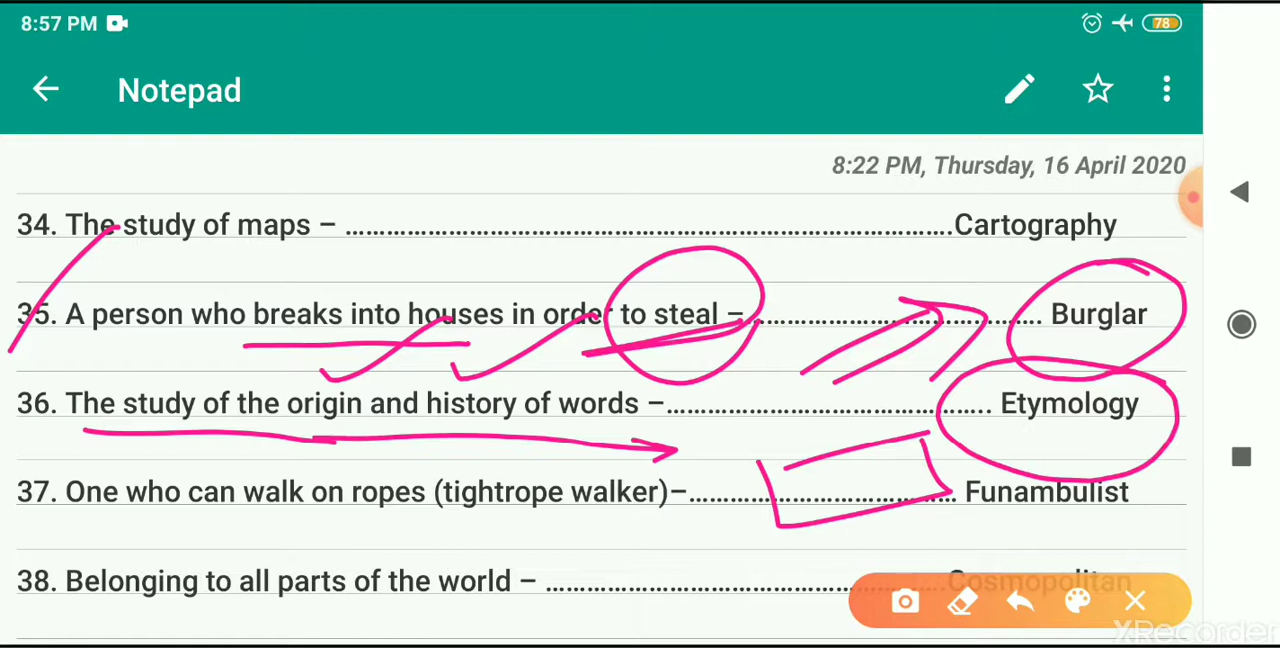 8:57 PM
78
Notepad
8:22 PM, Thursday, 16 April 2020
34. The study of maps – ……………………………………………………………………………….Cartography
35. A person who breaks into houses in order to steal – …………………………………… Burglar
36. The study of the origin and history of words –…………………………………………….. Etymology
37. One who can walk on ropes (tightrope walker)–………………………………… Funambulist
38. Belonging to all parts of the world – …………………………………………………….Cosmopolitan
XRecorder